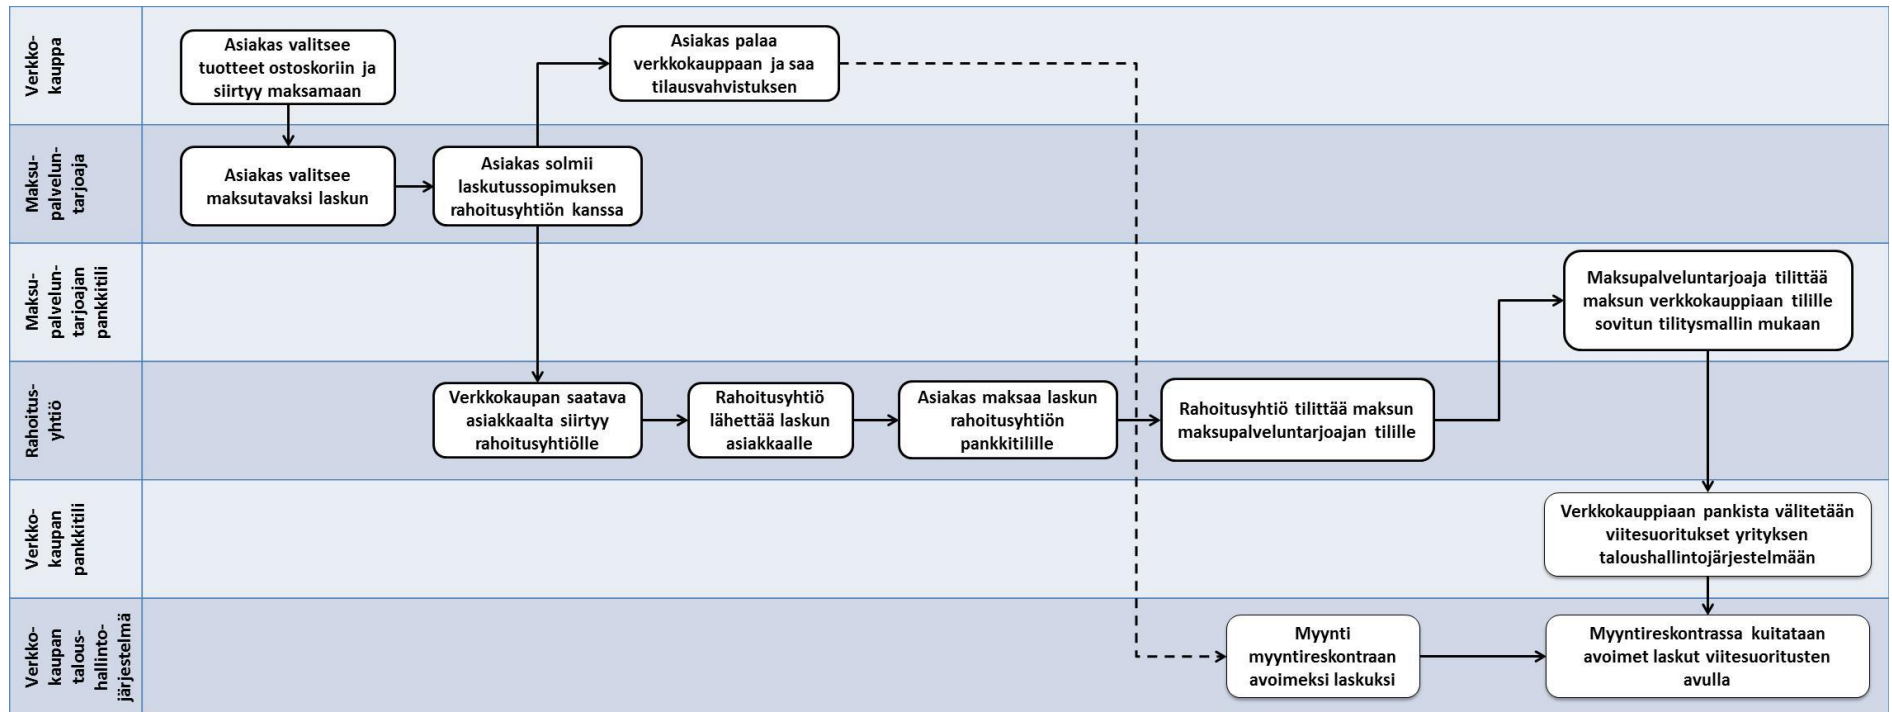 Verkko-
kauppa
Asiakas valitsee
tuotteet ostoskoriin ja
siirtyy maksamaan
Asiakas palaa
verkkokauppaan ja saa
tilausvahvistuksen
Maksu-
palvelun-
tarjoaja
Asiakas valitsee
maksutavaksi laskun
Asiakas solmii
laskutussopimuksen
rahoitusyhtiön kanssa
Maksu-
palvelun-
tarjoajan
pankkitili
Maksupalveluntarjoaja tilittää
maksun verkkokauppiaan tilille
sovitun tilitysmallin mukaan
Rahoitus-
yhtiö
Verkkokaupan saatava
asiakkaalta siirtyy
rahoitusyhtiölle
Rahoitusyhtiö
lähettää laskun
asiakkaalle
Asiakas maksaa laskun
rahoitusyhtiön
pankkitilille
Rahoitusyhtiö tilittää maksun
maksupalveluntarjoajan tilille
Verkko-
kaupan
pankkitili
Verkkokauppiaan pankista välitetään
viitesuoritukset yrityksen
taloushallintojärjestelmään
Verkko-
kaupan
talous-
hallinto-
järjestelmä
Myynti
myyntireskontraan
avoimeksi laskuksi
Myyntireskontrassa kuitataan
avoimet laskut viitesuoritusten
avulla